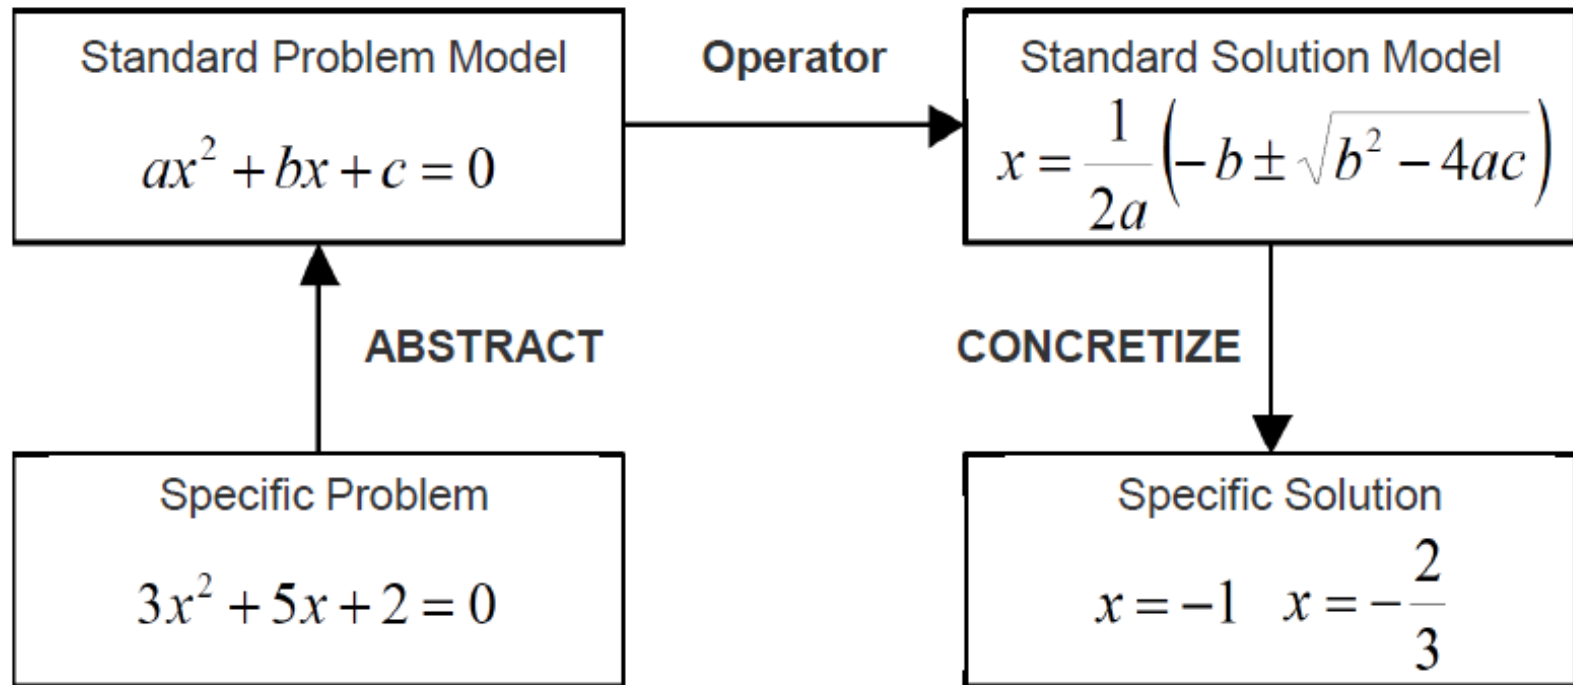 Standard Problem Model
ax² + bx + c = 0
Operator
Standard Solution Model
x = 1/2a (−b ± √(b² − 4ac))
ABSTRACT
CONCRETIZE
Specific Problem
3x² + 5x + 2 = 0
Specific Solution
x = −1 x = −2/3